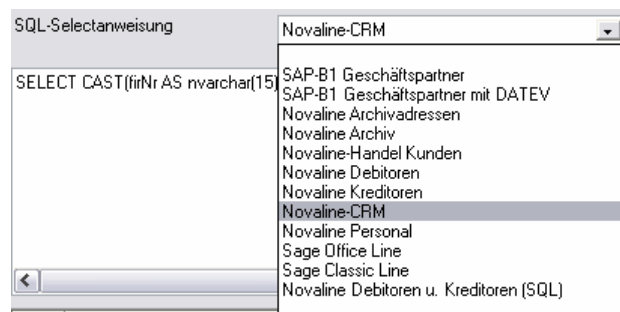 SQL-Selectanweisung
Novaline-CRM
SELECT CAST(firNr AS nvarchar(15)
SAP-B1 Geschäftspartner
SAP-B1 Geschäftspartner mit DATEV
Novaline Archivadressen
Novaline Archiv
Novaline-Handel Kunden
Novaline Debitoren
Novaline Kreditoren
Novaline-CRM
Novaline Personal
Sage Office Line
Sage Classic Line
Novaline Debitoren u. Kreditoren (SQL)